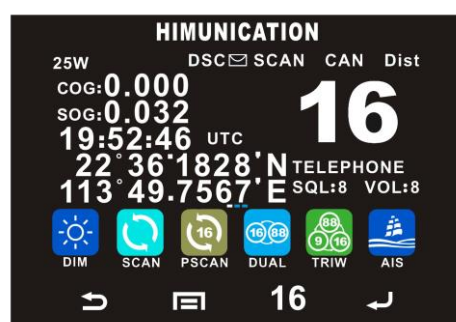 HIMUNICATION
25W DSC SCAN CAN Dist
COG:0.000
SOG:0.032
16
19:52:46 UTC
22°36'1828'N TELEPHONE
113°49.7567'E SQL:8 VOL:8
16 16 88 88 9 16
DIM SCAN PSCAN DUAL TRIW AIS
16